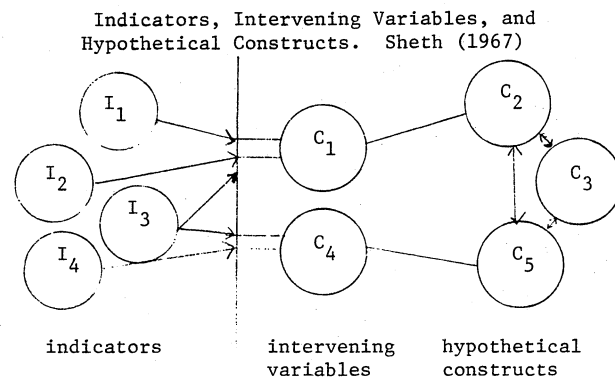 Indicators, Intervening Variables, and
Hypothetical Constructs. Sheth (1967)
I1
I2
I3
I4
C1
C4
C2
C3
C5
indicators
intervening
variables
hypothetical
constructs